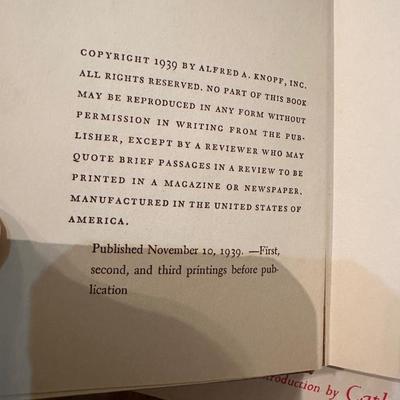 COPYRIGHT 1939 BY ALFRED A. KNOPF, INC.
ALL RIGHTS RESERVED. NO PART OF THIS BOOK
MAY BE REPRODUCED IN ANY FORM WITHOUT
PERMISSION IN WRITING FROM THE PUB-
LISHER, EXCEPT BY A REVIEWER WHO MAY
QUOTE BRIEF PASSAGES IN A REVIEW TO BE
PRINTED IN A MAGAZINE OR NEWSPAPER.
MANUFACTURED IN THE UNITED STATES OF
AMERICA.
Published November 10, 1939. —First,
second, and third printings before pub-
lication
by